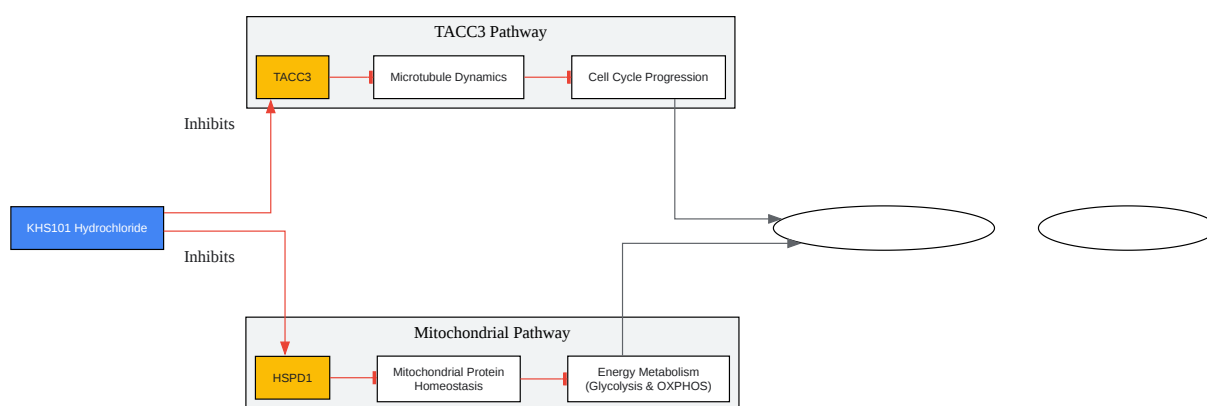 TACC3 Pathway
TACC3
Microtubule Dynamics
Cell Cycle Progression
Inhibits
KHS101 Hydrochloride
Inhibits
Mitochondrial Pathway
HSPD1
Mitochondrial Protein
Homeostasis
Energy Metabolism
(Glycolysis & OXPHOS)